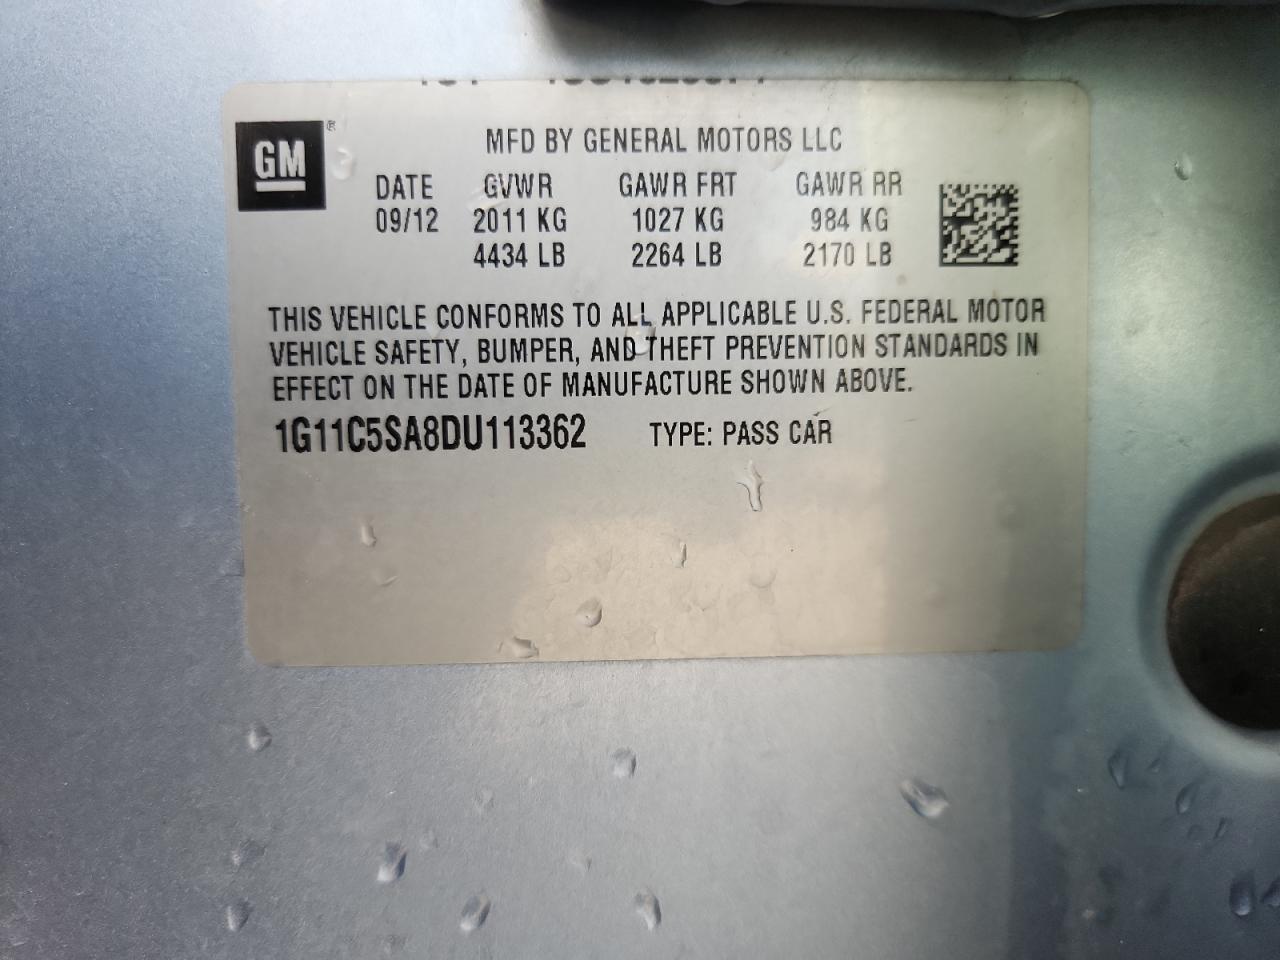 GM
MFD BY GENERAL MOTORS LLC
DATE GVWR GAWR FRT GAWR RR
09/12 2011 KG 1027 KG 984 KG
4434 LB 2264 LB 2170 LB
THIS VEHICLE CONFORMS TO ALL APPLICABLE U.S. FEDERAL MOTOR
VEHICLE SAFETY, BUMPER, AND THEFT PREVENTION STANDARDS IN
EFFECT ON THE DATE OF MANUFACTURE SHOWN ABOVE.
1G11C5SA8DU113362 TYPE: PASS CAR